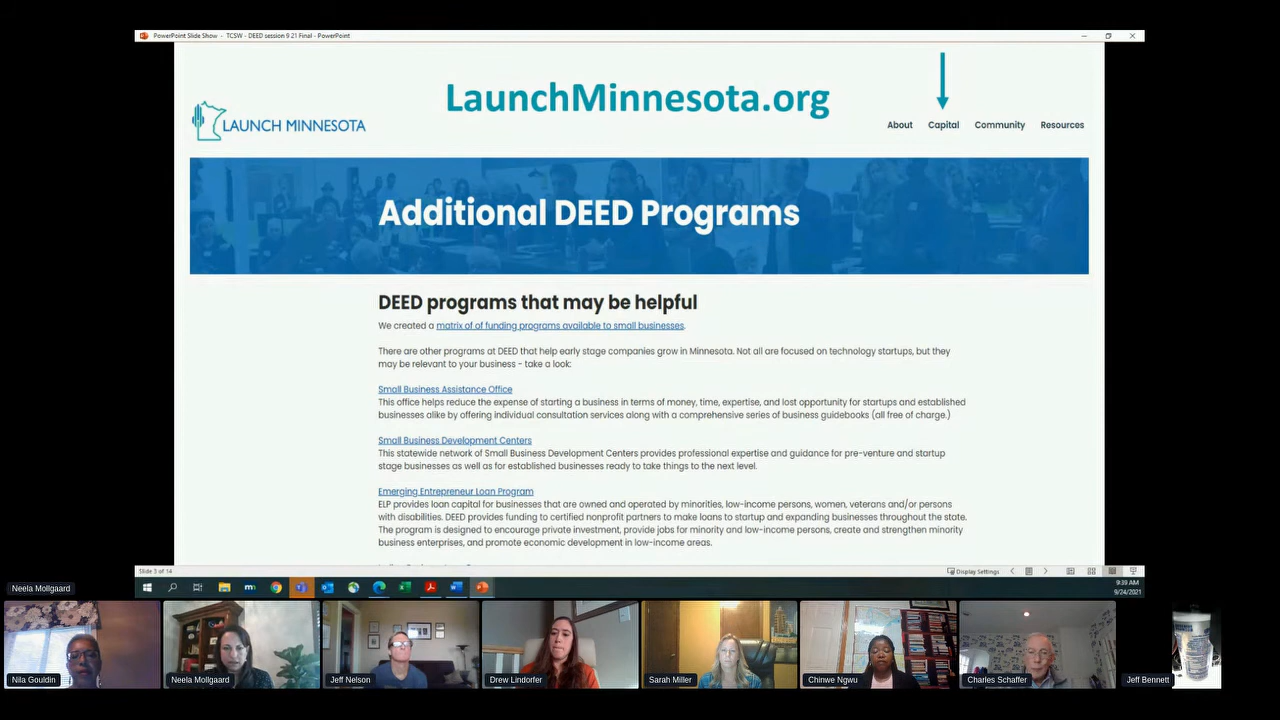 PowerPoint Slide Show - TCSW - DEED session 9 21 Final - PowerPoint
LaunchMinnesota.org
LAUNCH MINNESOTA
About Capital Community Resources
Additional DEED Programs
DEED programs that may be helpful
We created a matrix of of funding programs available to small businesses.
There are other programs at DEED that help early stage companies grow in Minnesota. Not all are focused on technology startups, but they
may be relevant to your business - take a look:
Small Business Assistance Office
This office helps reduce the expense of starting a business in terms of money, time, expertise, and lost opportunity for startups and established
businesses alike by offering individual consultation services along with a comprehensive series of business guidebooks (all free of charge.)
Small Business Development Centers
This statewide network of Small Business Development Centers provides professional expertise and guidance for pre-venture and startup
stage businesses as well as for established businesses ready to take things to the next level.
Emerging Entrepreneur Loan Program
ELP provides loan capital for businesses that are owned and operated by minorities, low-income persons, women, veterans and/or persons
with disabilities. DEED provides funding to certified nonprofit partners to make loans to startup and expanding businesses throughout the state.
The program is designed to encourage private investment, provide jobs for minority and low-income persons, create and strengthen minority
business enterprises, and promote economic development in low-income areas.
Slide 3 of 14
Display Settings
9:39 AM
9/24/2021
Neela Mollgaard
Nila Gouldin
Neela Mollgaard
Jeff Nelson
Drew Lindorfer
Sarah Miller
Chinwe Ngwu
Charles Schaffer
Jeff Bennett